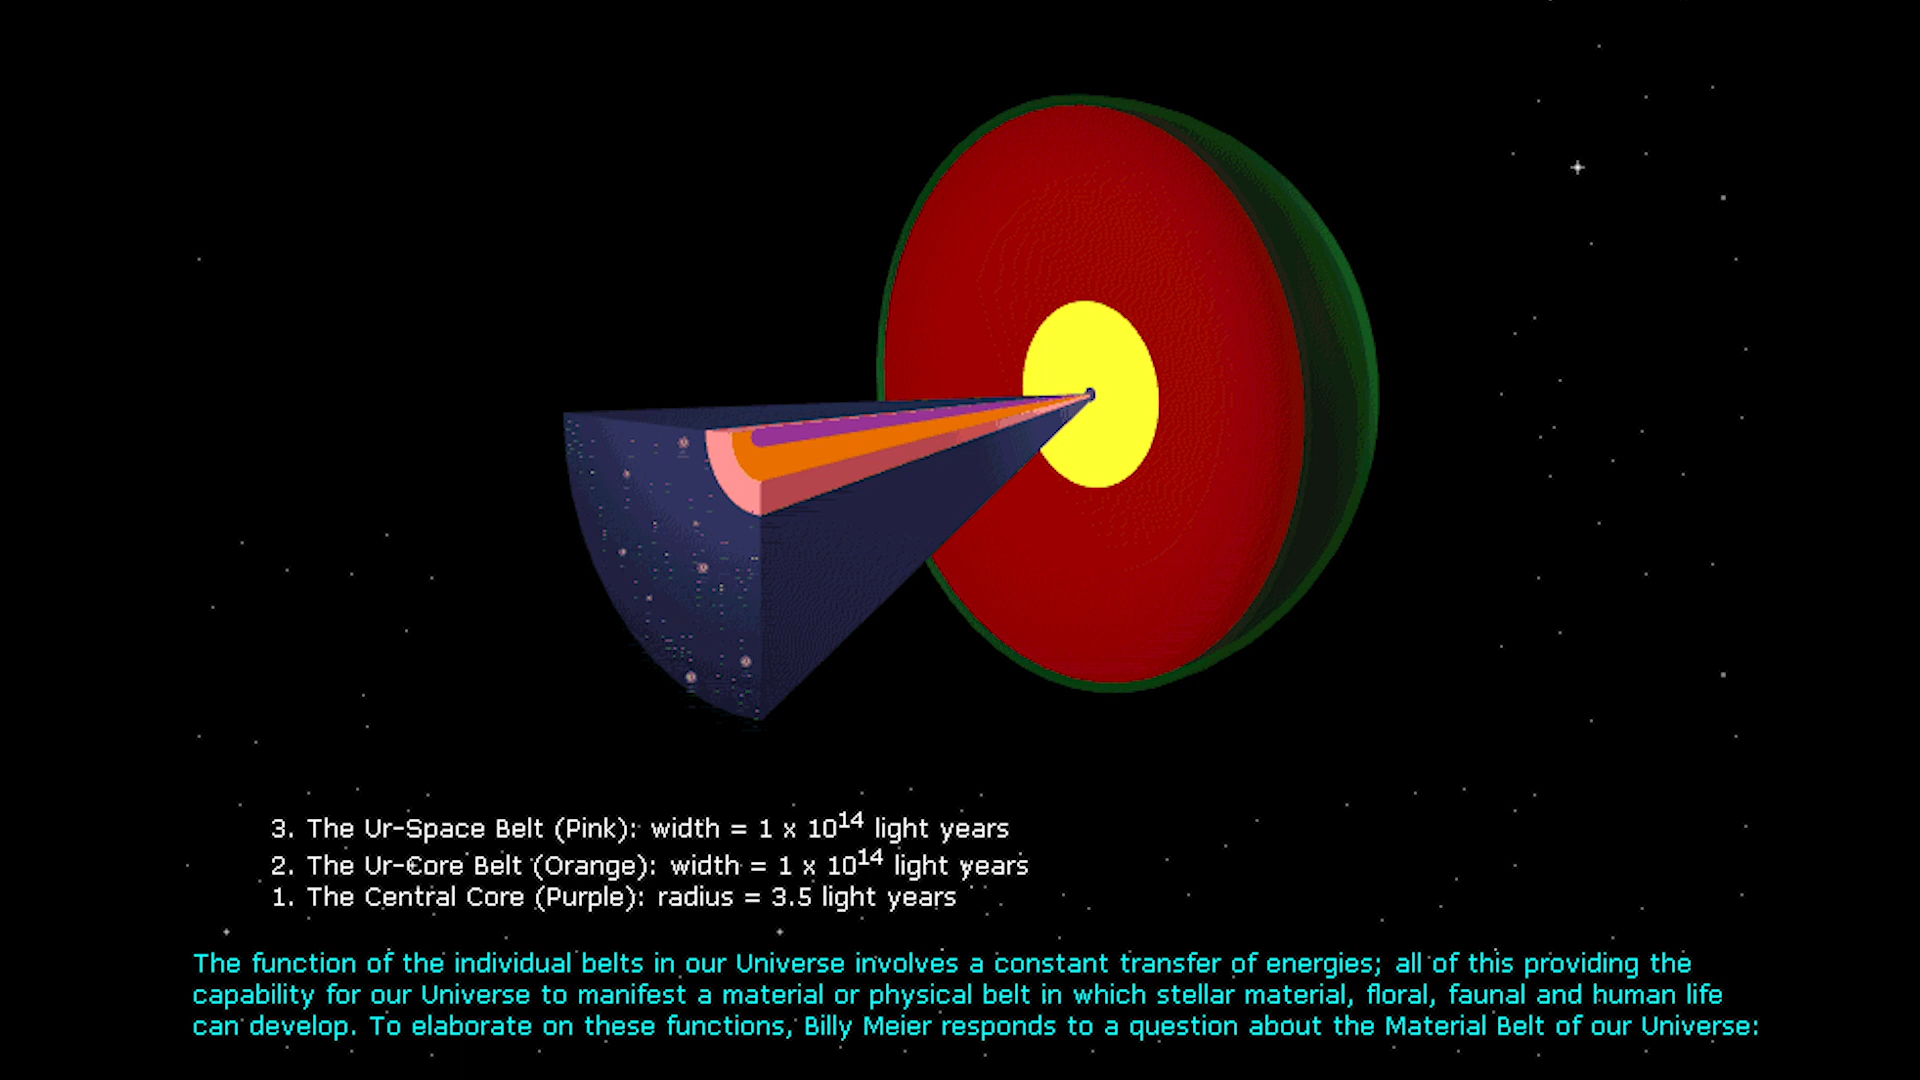 3. The Ur-Space Belt (Pink): width = 1 x 10¹⁴ light years
2. The Ur-Core Belt (Orange): width = 1 x 10¹⁴ light years
1. The Central Core (Purple): radius = 3.5 light years
The function of the individual belts in our Universe involves a constant transfer of energies; all of this providing the
capability for our Universe to manifest a material or physical belt in which stellar material, floral, faunal and human life
can develop. To elaborate on these functions, Billy Meier responds to a question about the Material Belt of our Universe: